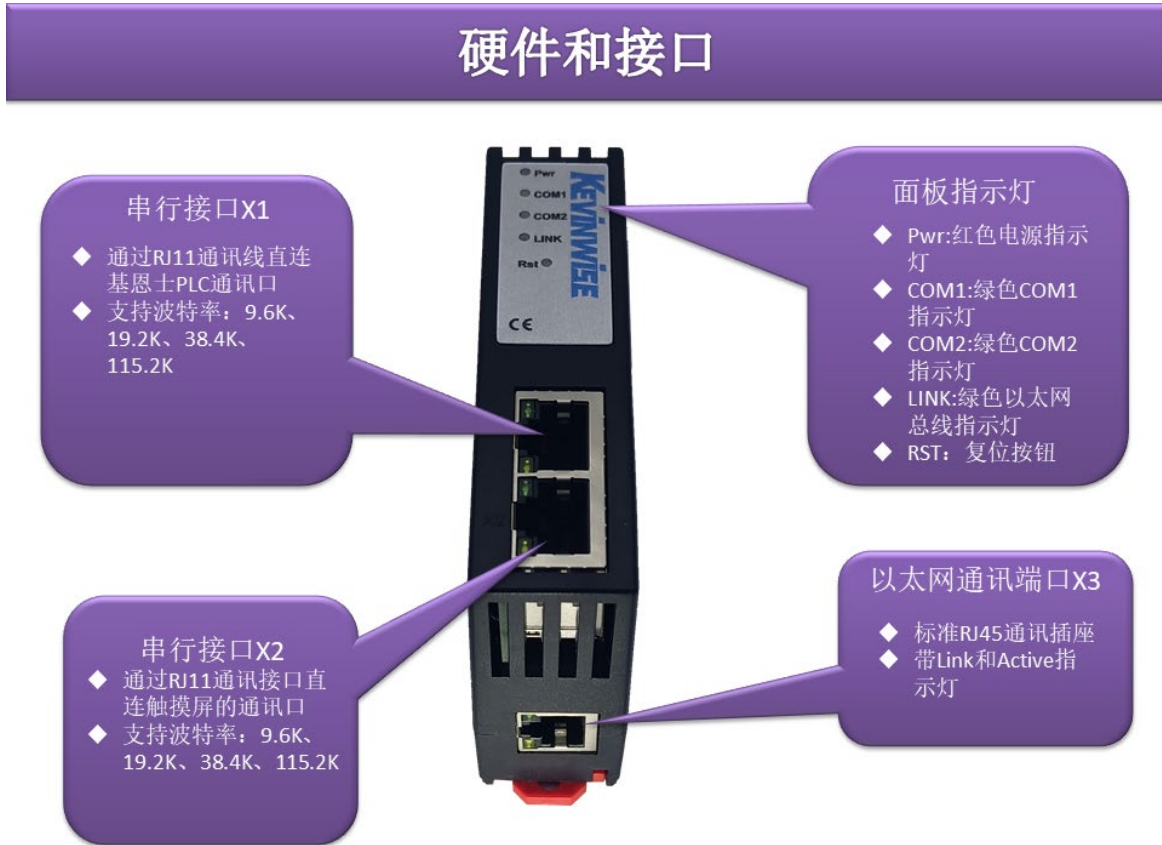 硬件和接口
串行接口X1
◆ 通过RJ11通讯线直连
基恩士PLC通讯口
◆ 支持波特率：9.6K、
19.2K、38.4K、
115.2K
串行接口X2
◆ 通过RJ11通讯接口直
连触摸屏的通讯口
◆ 支持波特率：9.6K、
19.2K、38.4K、115.2K
Pwr
COM1
COM2
LINK
Rst
KEVINWISE
CE
X2
面板指示灯
◆ Pwr:红色电源指示
灯
◆ COM1:绿色COM1
指示灯
◆ COM2:绿色COM2
指示灯
◆ LINK:绿色以太网
总线指示灯
◆ RST：复位按钮
以太网通讯端口X3
◆ 标准RJ45通讯插座
◆ 带Link和Active指
示灯